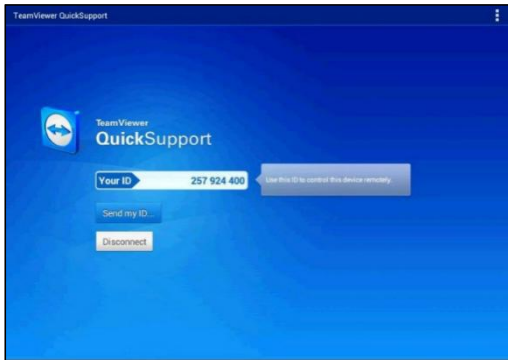 TeamViewer QuickSupport
TeamViewer
QuickSupport
Your ID 257 924 400
Use this ID to control this device remotely.
Send my ID...
Disconnect